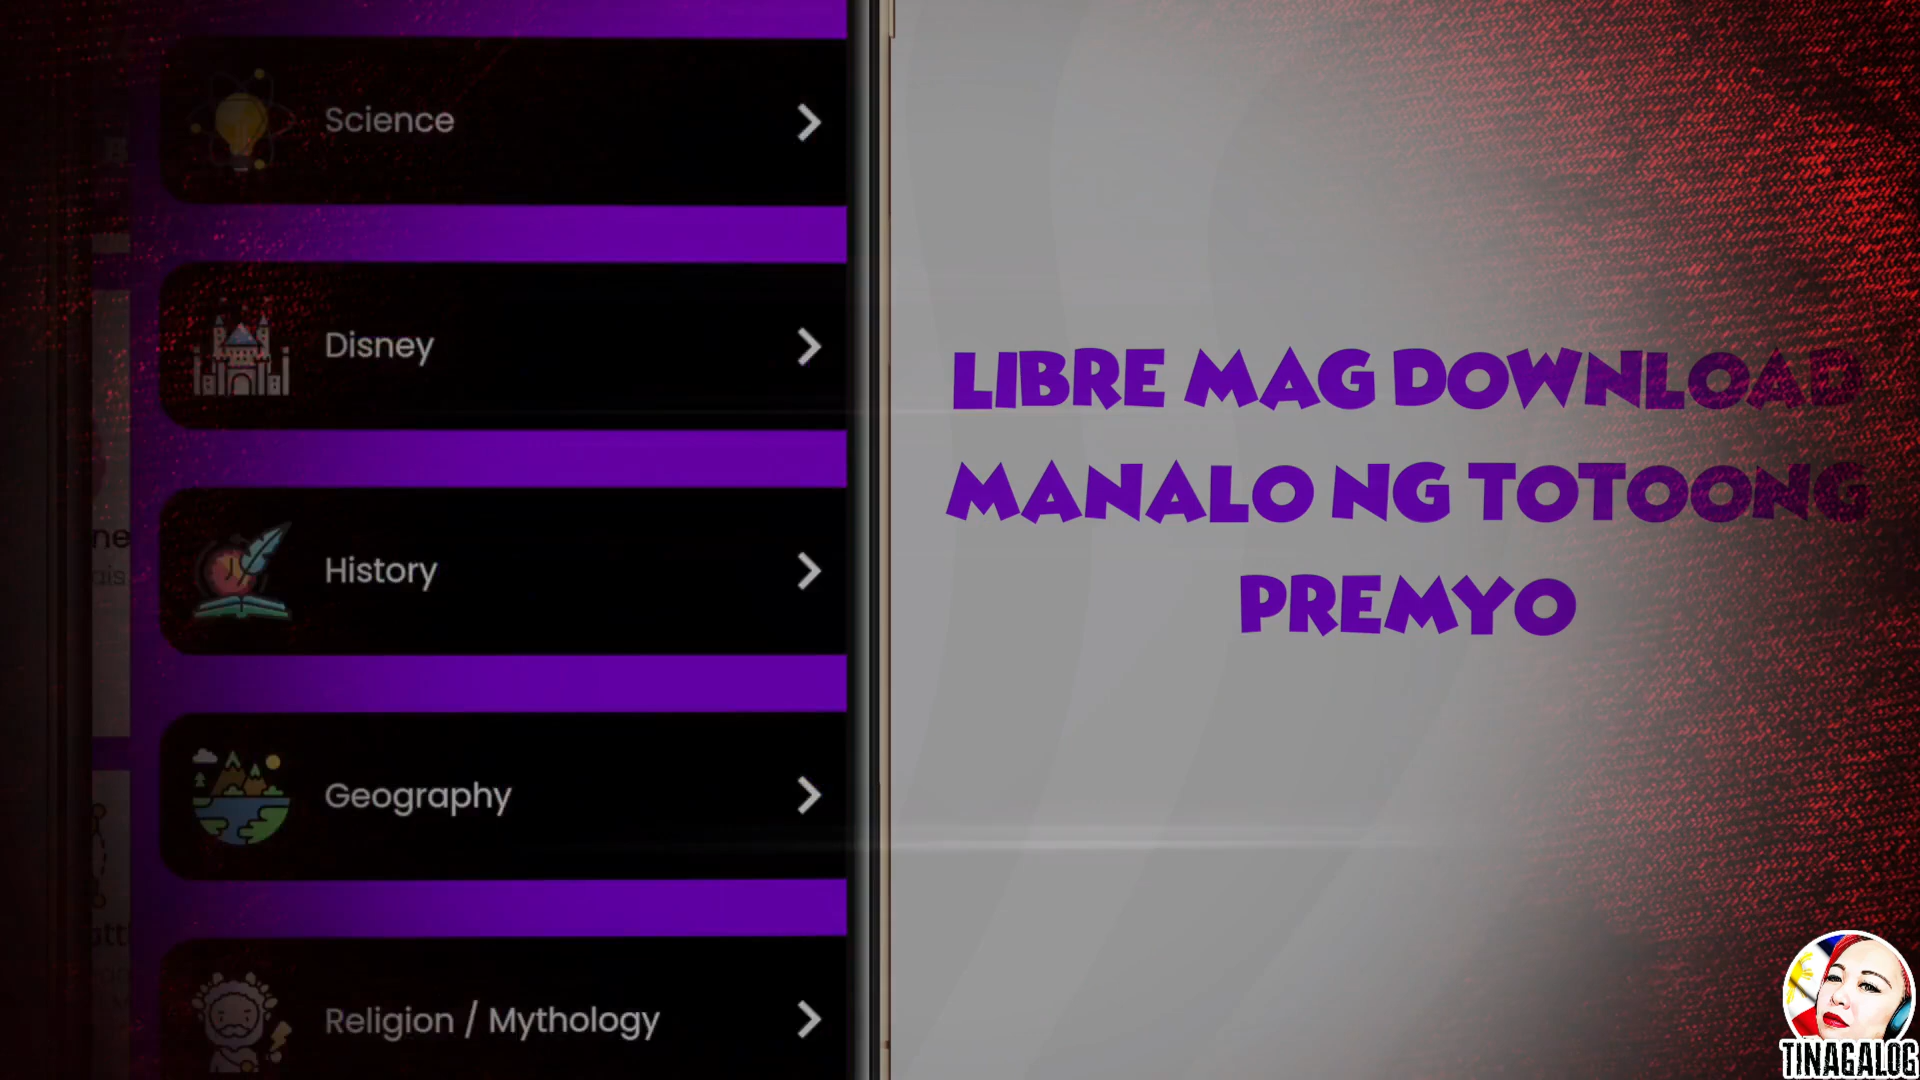 Science
Disney
History
Geography
Religion / Mythology
LIBRE MAG DOWNLOAD
MANALO NG TOTOONG
PREMYO
TINAGALOG